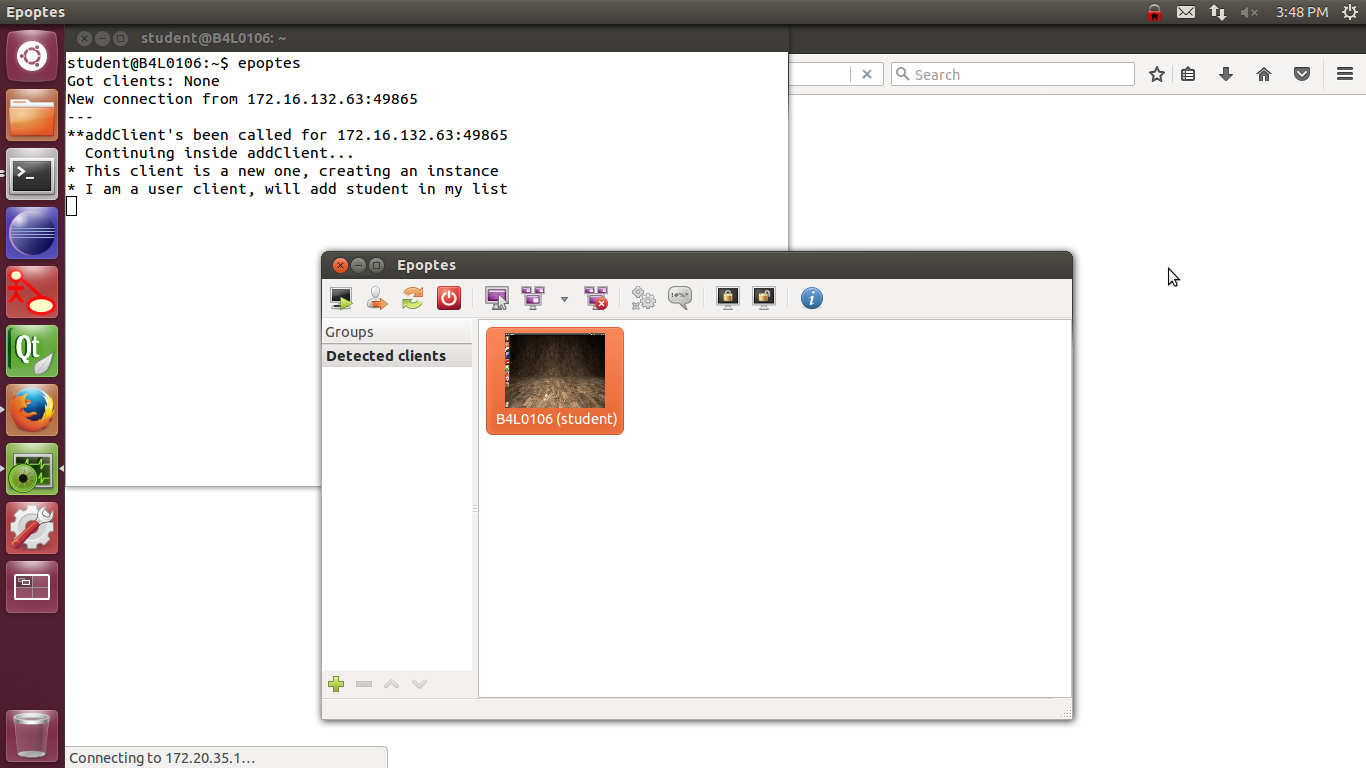 Epoptes
3:48 PM
student@B4L0106: ~
student@B4L0106:~$ epoptes
Got clients: None
New connection from 172.16.132.63:49865
---
**addClient's been called for 172.16.132.63:49865
  Continuing inside addClient...
* This client is a new one, creating an instance
* I am a user client, will add student in my list
Search
Qt
Epoptes
!#%*
Groups
Detected clients
B4L0106 (student)
Connecting to 172.20.35.1…